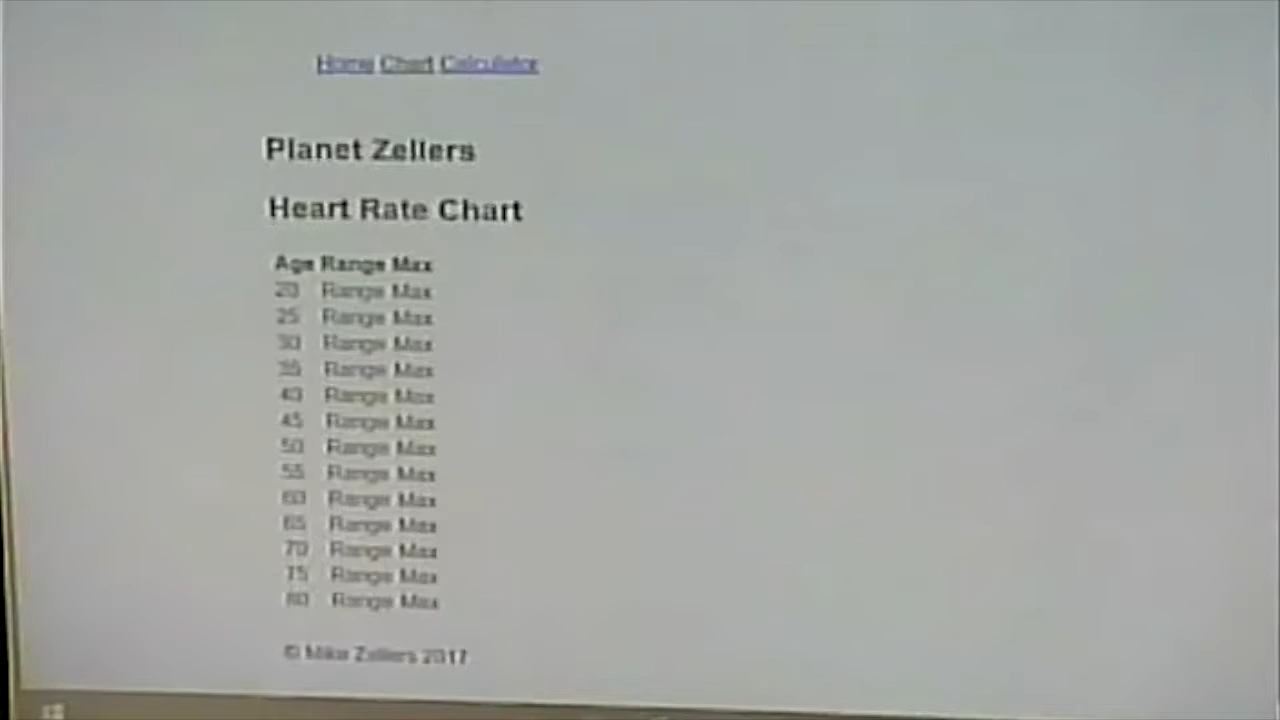 Home Chart Calculator
Planet Zellers
Heart Rate Chart
Age Range Max
20 Range Max
25 Range Max
30 Range Max
35 Range Max
40 Range Max
45 Range Max
50 Range Max
55 Range Max
60 Range Max
65 Range Max
70 Range Max
75 Range Max
80 Range Max
© Mike Zellers 2017